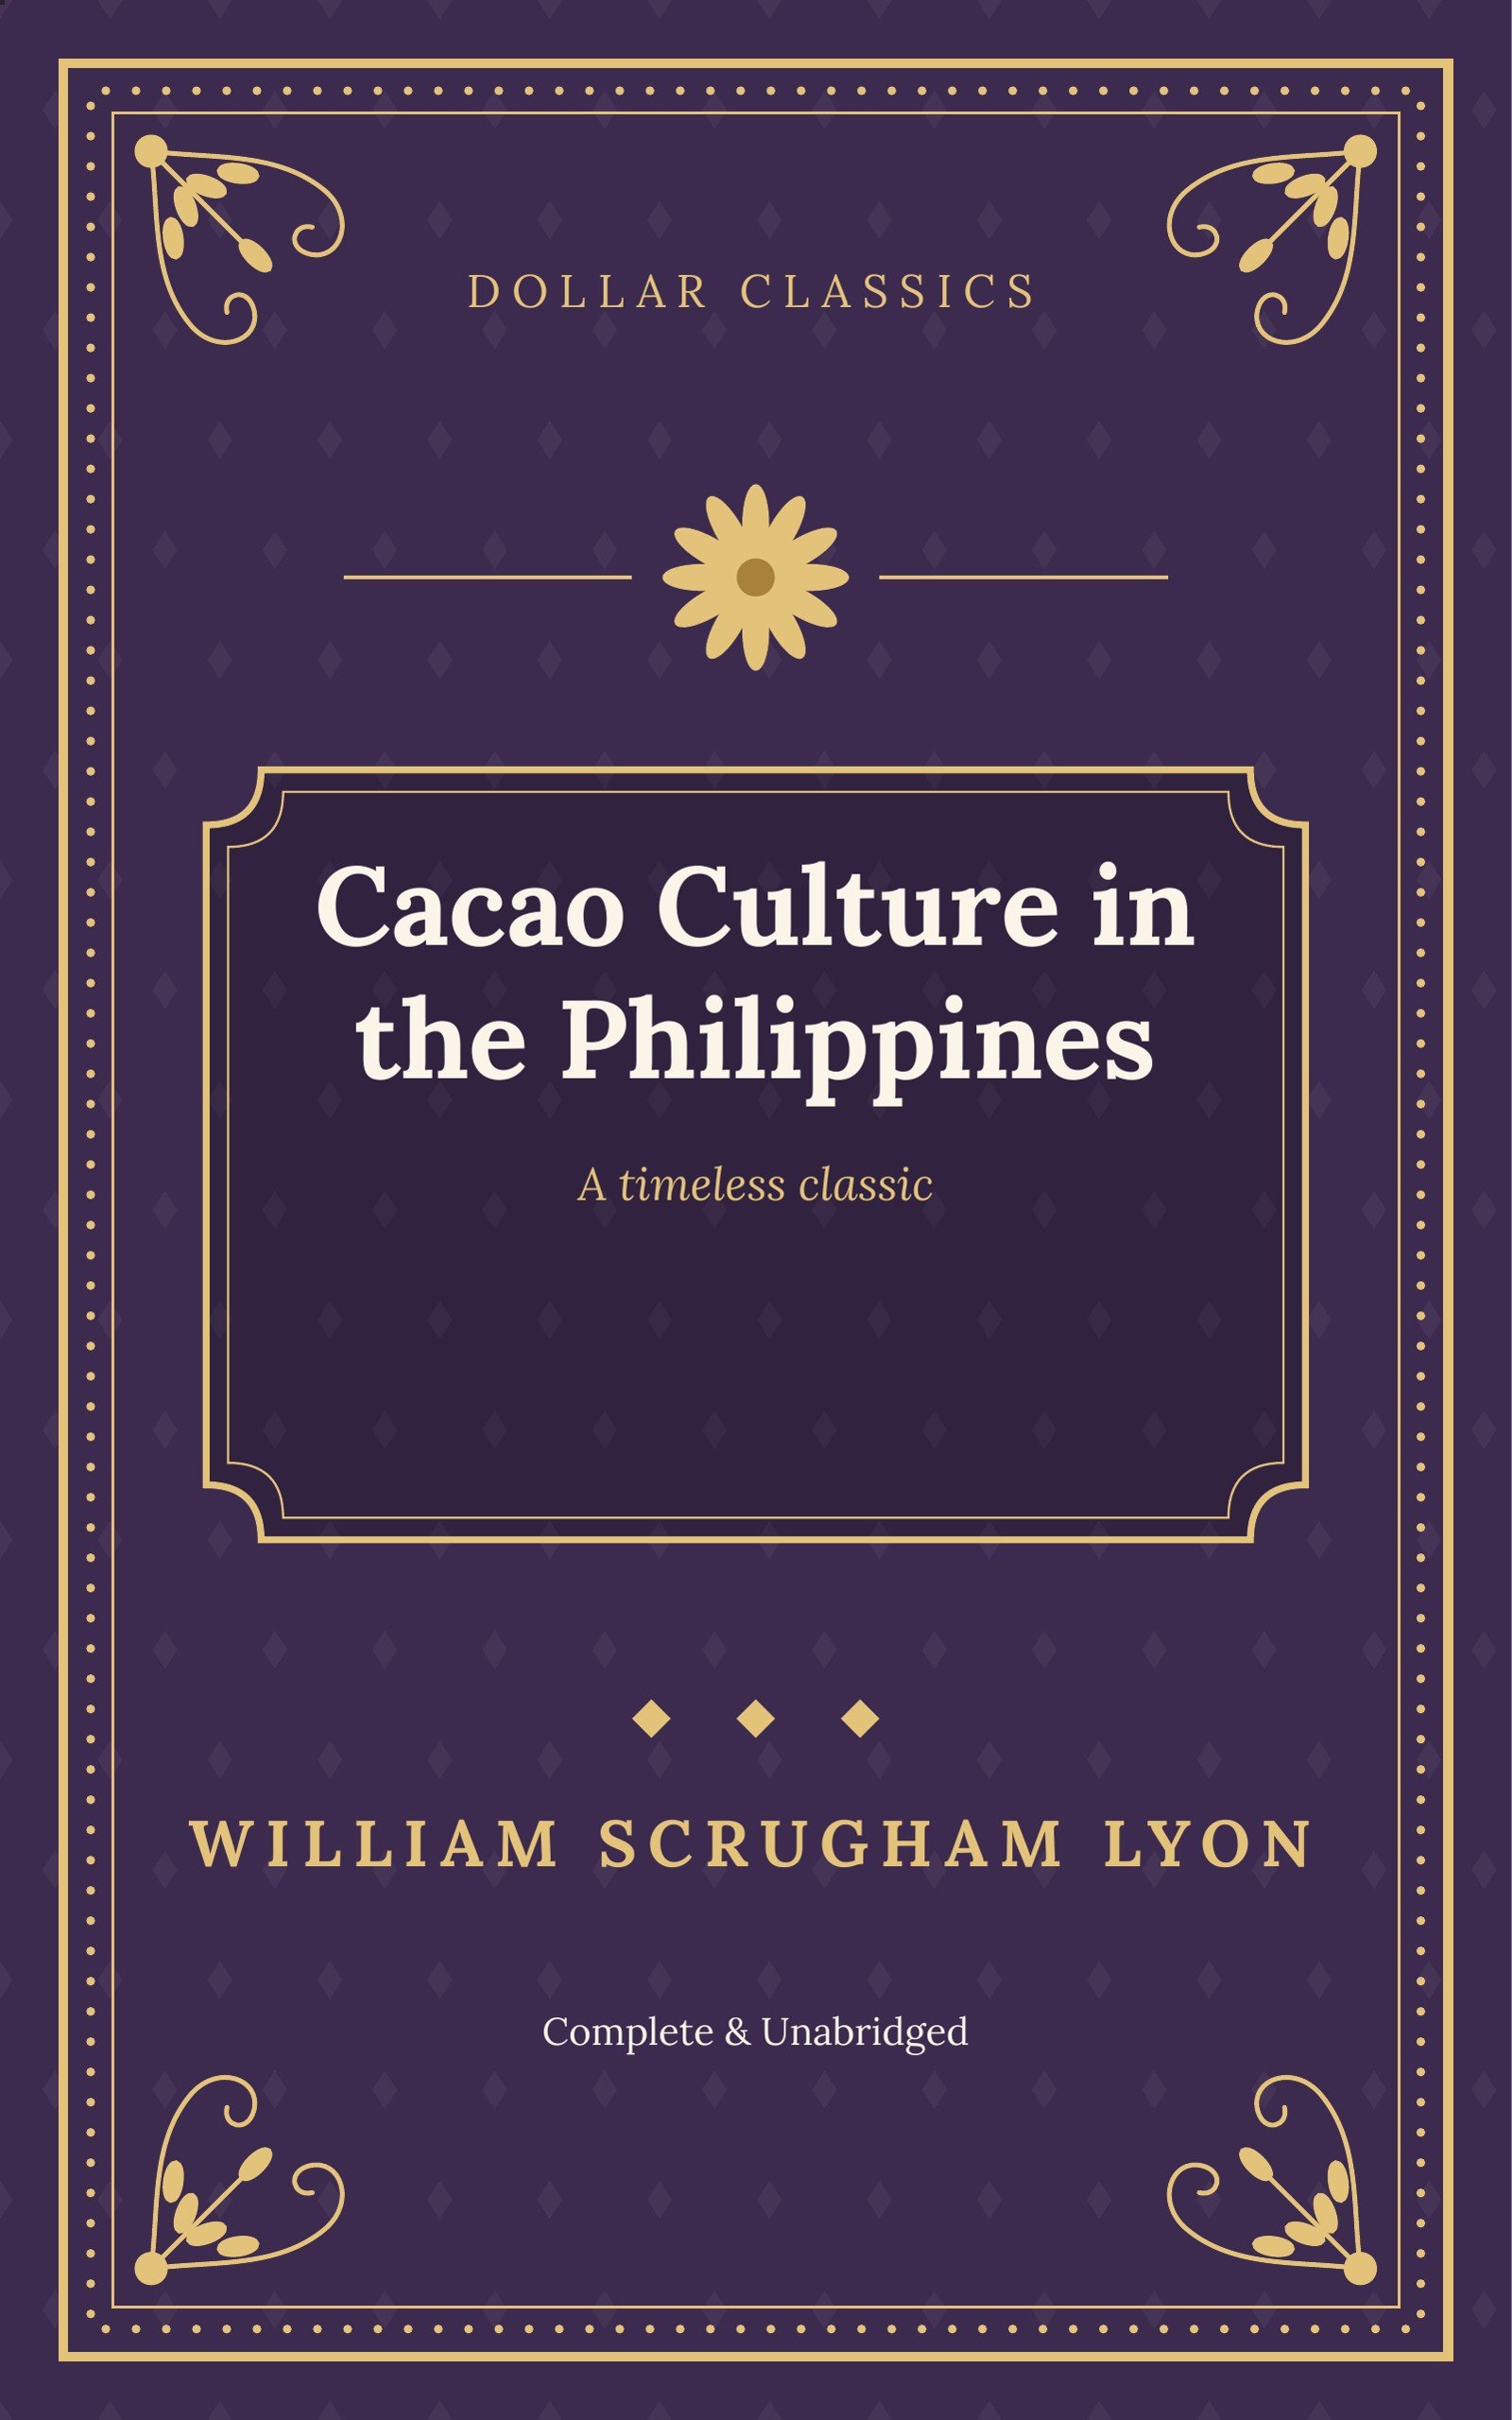 DOLLAR CLASSICS
Cacao Culture in
the Philippines
A timeless classic
WILLIAM SCRUGHAM LYON
Complete & Unabridged